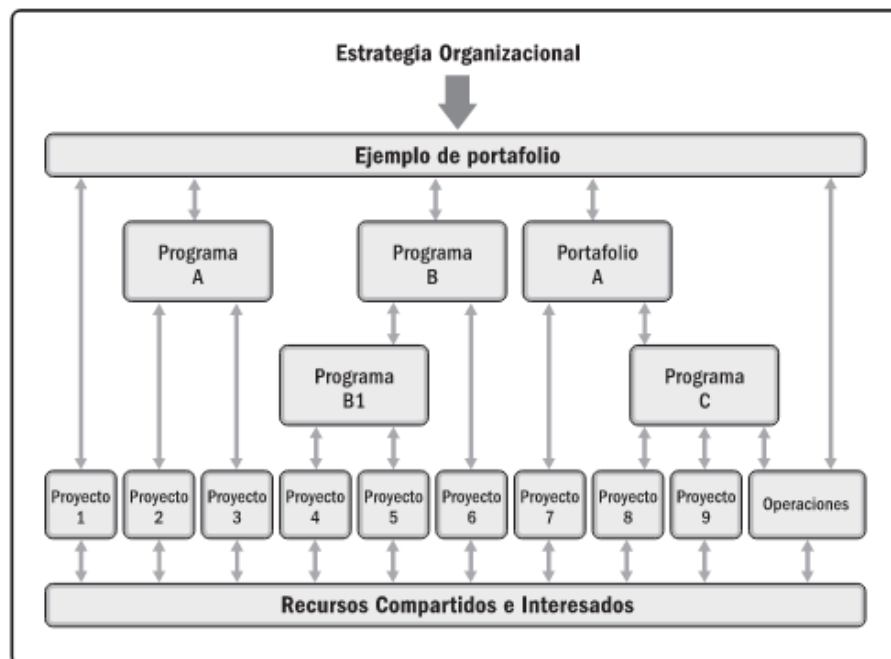 Estrategia Organizacional
Ejemplo de portafolio
Programa
A
Programa
B
Portafolio
A
Programa
B1
Programa
C
Proyecto
1
Proyecto
2
Proyecto
3
Proyecto
4
Proyecto
5
Proyecto
6
Proyecto
7
Proyecto
8
Proyecto
9
Operaciones
Recursos Compartidos e Interesados